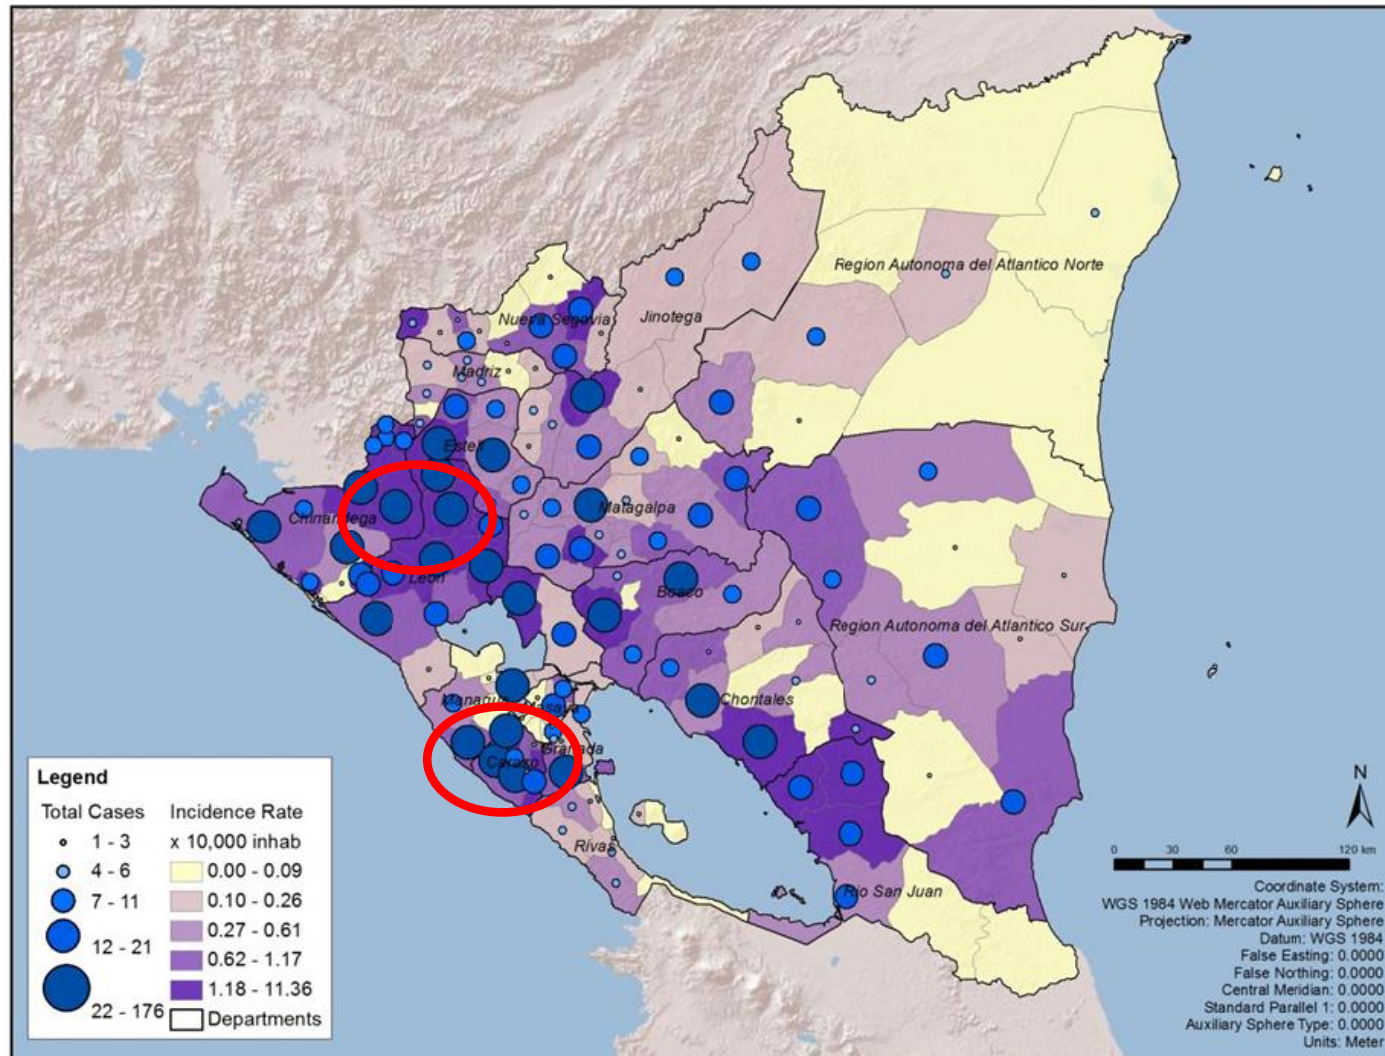 Region Autonoma del Atlantico Norte
Nueva Segovia
Jinotega
Madriz
Esteli
Chinandega
Matagalpa
Leon
Boaco
Region Autonoma del Atlantico Sur
Managua
Masaya
Chontales
Granada
Carazo
Rivas
Rio San Juan
Legend
Total Cases
1 - 3
4 - 6
7 - 11
12 - 21
22 - 176
Incidence Rate
x 10,000 inhab
0.00 - 0.09
0.10 - 0.26
0.27 - 0.61
0.62 - 1.17
1.18 - 11.36
Departments
N
0 30 60 120 km
Coordinate System:
WGS 1984 Web Mercator Auxiliary Sphere
Projection: Mercator Auxiliary Sphere
Datum: WGS 1984
False Easting: 0.0000
False Northing: 0.0000
Central Meridian: 0.0000
Standard Parallel 1: 0.0000
Auxiliary Sphere Type: 0.0000
Units: Meter